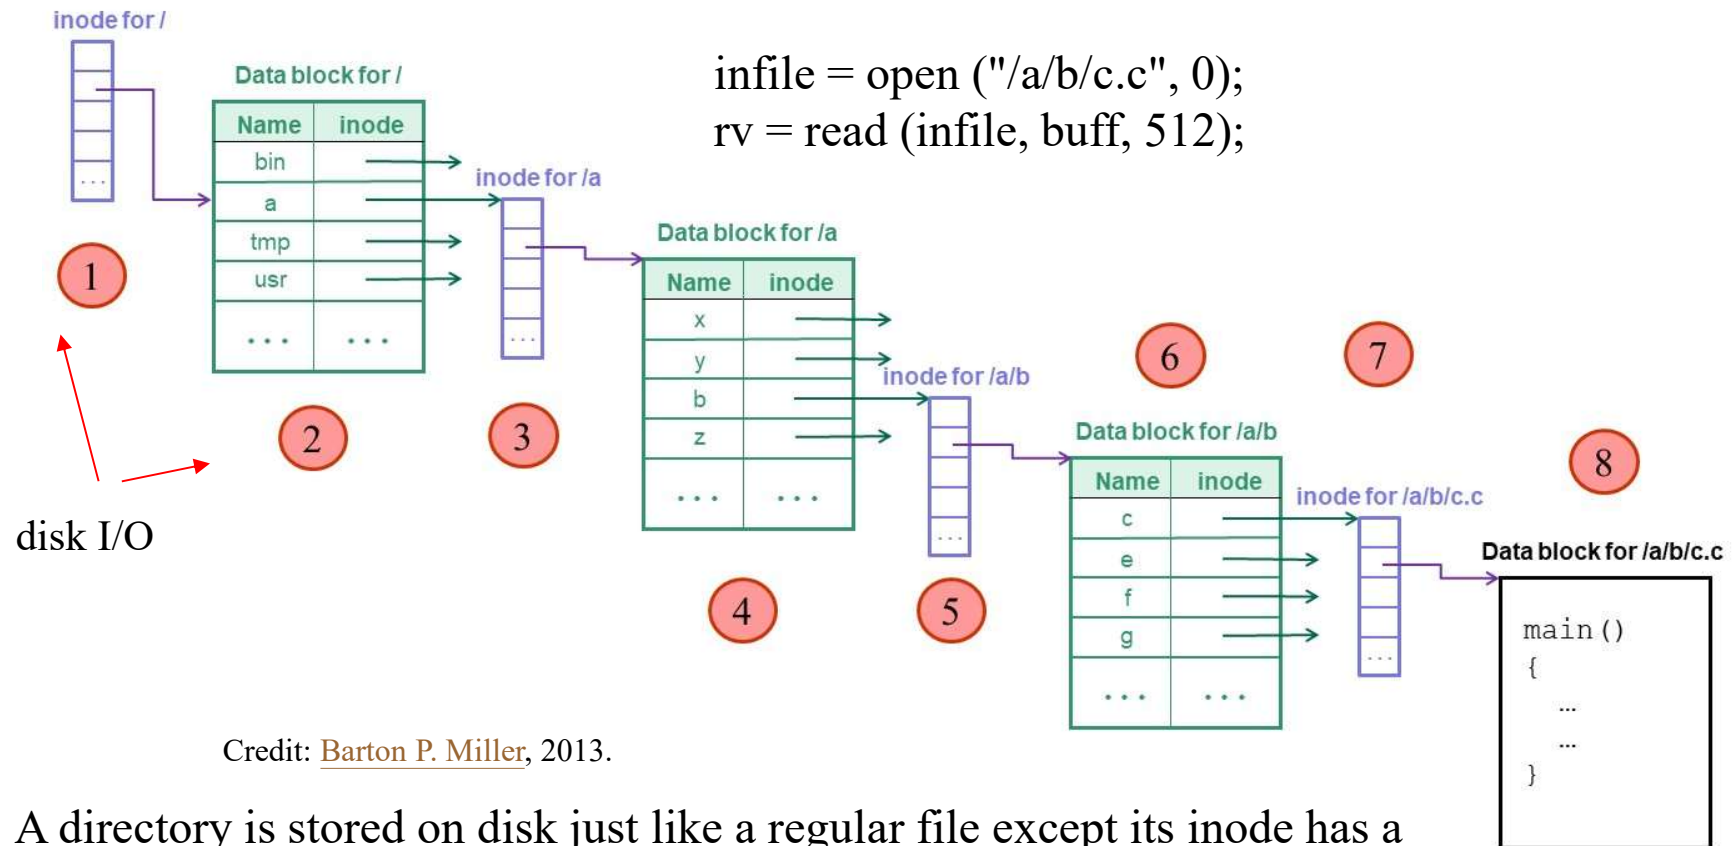 inode for /
Data block for /
Name inode
bin
a
tmp
usr
... ...
...
infile = open ("/a/b/c.c", 0);
rv = read (infile, buff, 512);
1
2
disk I/O
inode for /a
...
3
Data block for /a
Name inode
x
y
b
z
... ...
4
inode for /a/b
...
5
6
Data block for /a/b
Name inode
c
e
f
g
... ...
7
inode for /a/b/c.c
...
8
Data block for /a/b/c.c
main()
{
...
...
}
Credit: Barton P. Miller, 2013.
A directory is stored on disk just like a regular file except its inode has a